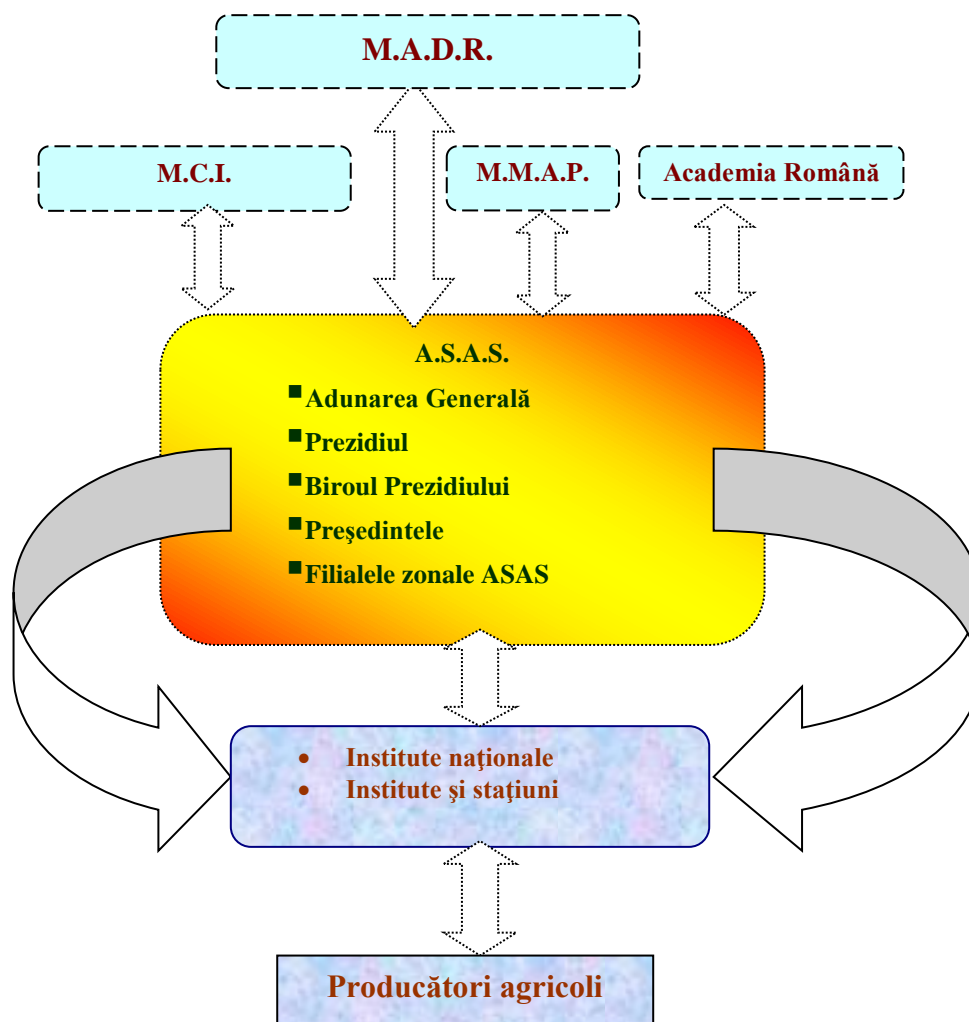 M.A.D.R.
M.C.I.
M.M.A.P.
Academia Română
A.S.A.S.
▪Adunarea Generală
▪Prezidiul
▪Biroul Prezidiului
▪Preşedintele
▪Filialele zonale ASAS
• Institute naţionale
• Institute şi staţiuni
Producători agricoli